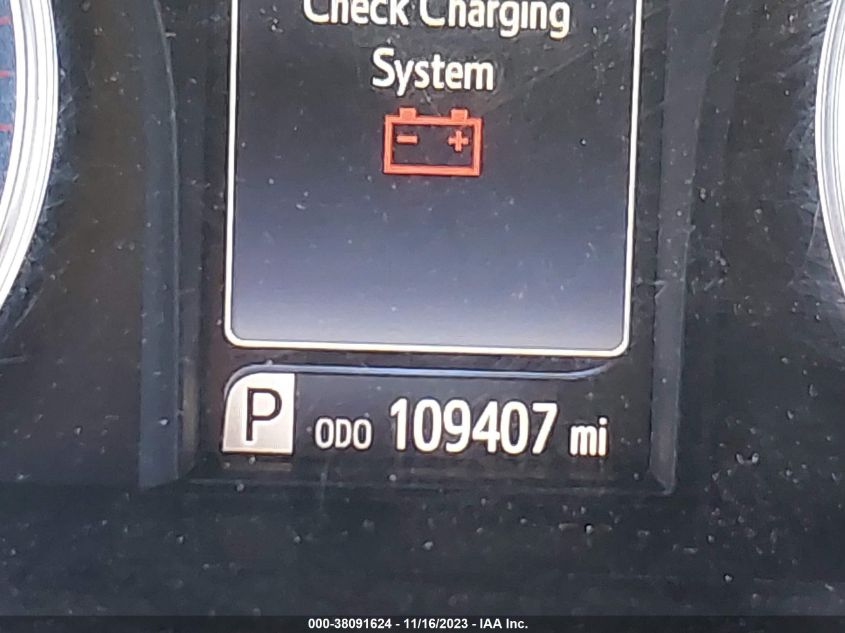 Check Charging
System
P ODO 109407 mi
000-38091624 - 11/16/2023 - IAA Inc.